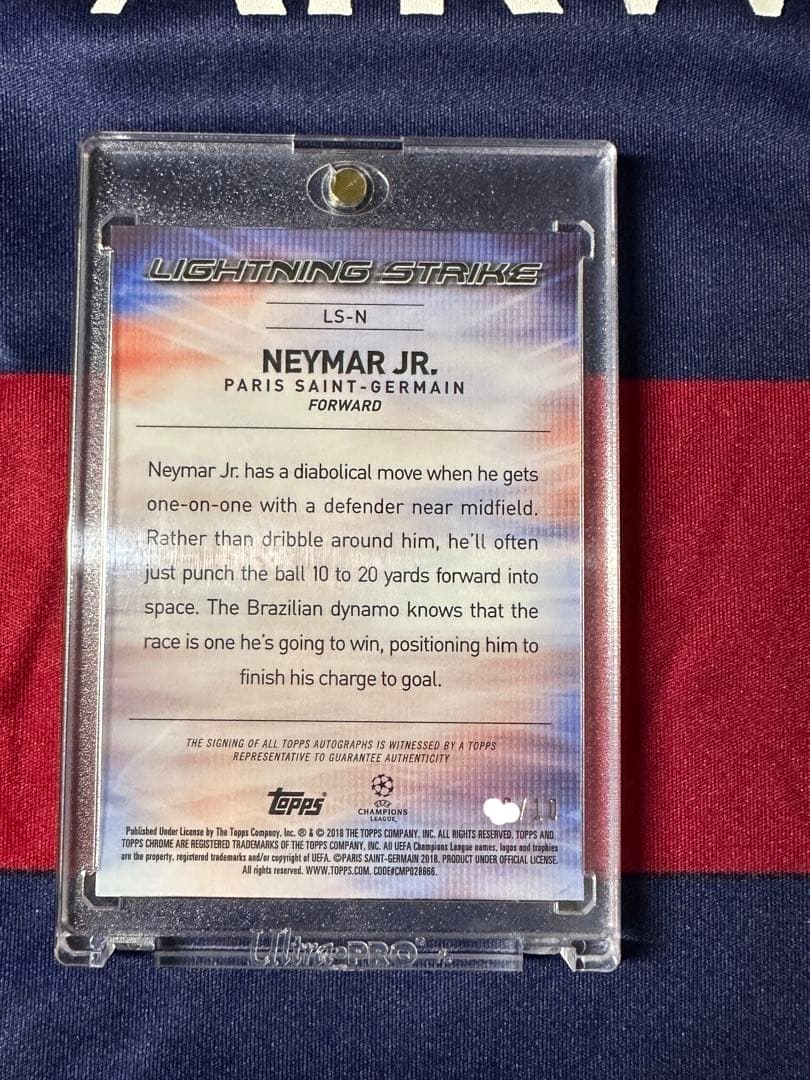 LIGHTNING STRIKE
LS-N
NEYMAR JR.
PARIS SAINT-GERMAIN
FORWARD
Neymar Jr. has a diabolical move when he gets
one-on-one with a defender near midfield.
Rather than dribble around him, he'll often
just punch the ball 10 to 20 yards forward into
space. The Brazilian dynamo knows that the
race is one he's going to win, positioning him to
finish his charge to goal.
THE SIGNING OF ALL TOPPS AUTOGRAPHS IS WITNESSED BY A TOPPS
REPRESENTATIVE TO GUARANTEE AUTHENTICITY
Topps
UEFA
CHAMPIONS
LEAGUE
/10
Published Under License by The Topps Company, Inc. ® & © 2018 THE TOPPS COMPANY, INC. ALL RIGHTS RESERVED. TOPPS AND
TOPPS CHROME ARE REGISTERED TRADEMARKS OF THE TOPPS COMPANY, INC. All UEFA Champions League names, logos and trophies
are the property, registered trademarks and/or copyright of UEFA. ©PARIS SAINT-GERMAIN 2018. PRODUCT UNDER OFFICIAL LICENSE.
All rights reserved. WWW.TOPPS.COM. CODE#CMP028666.
Ultra·PRO®